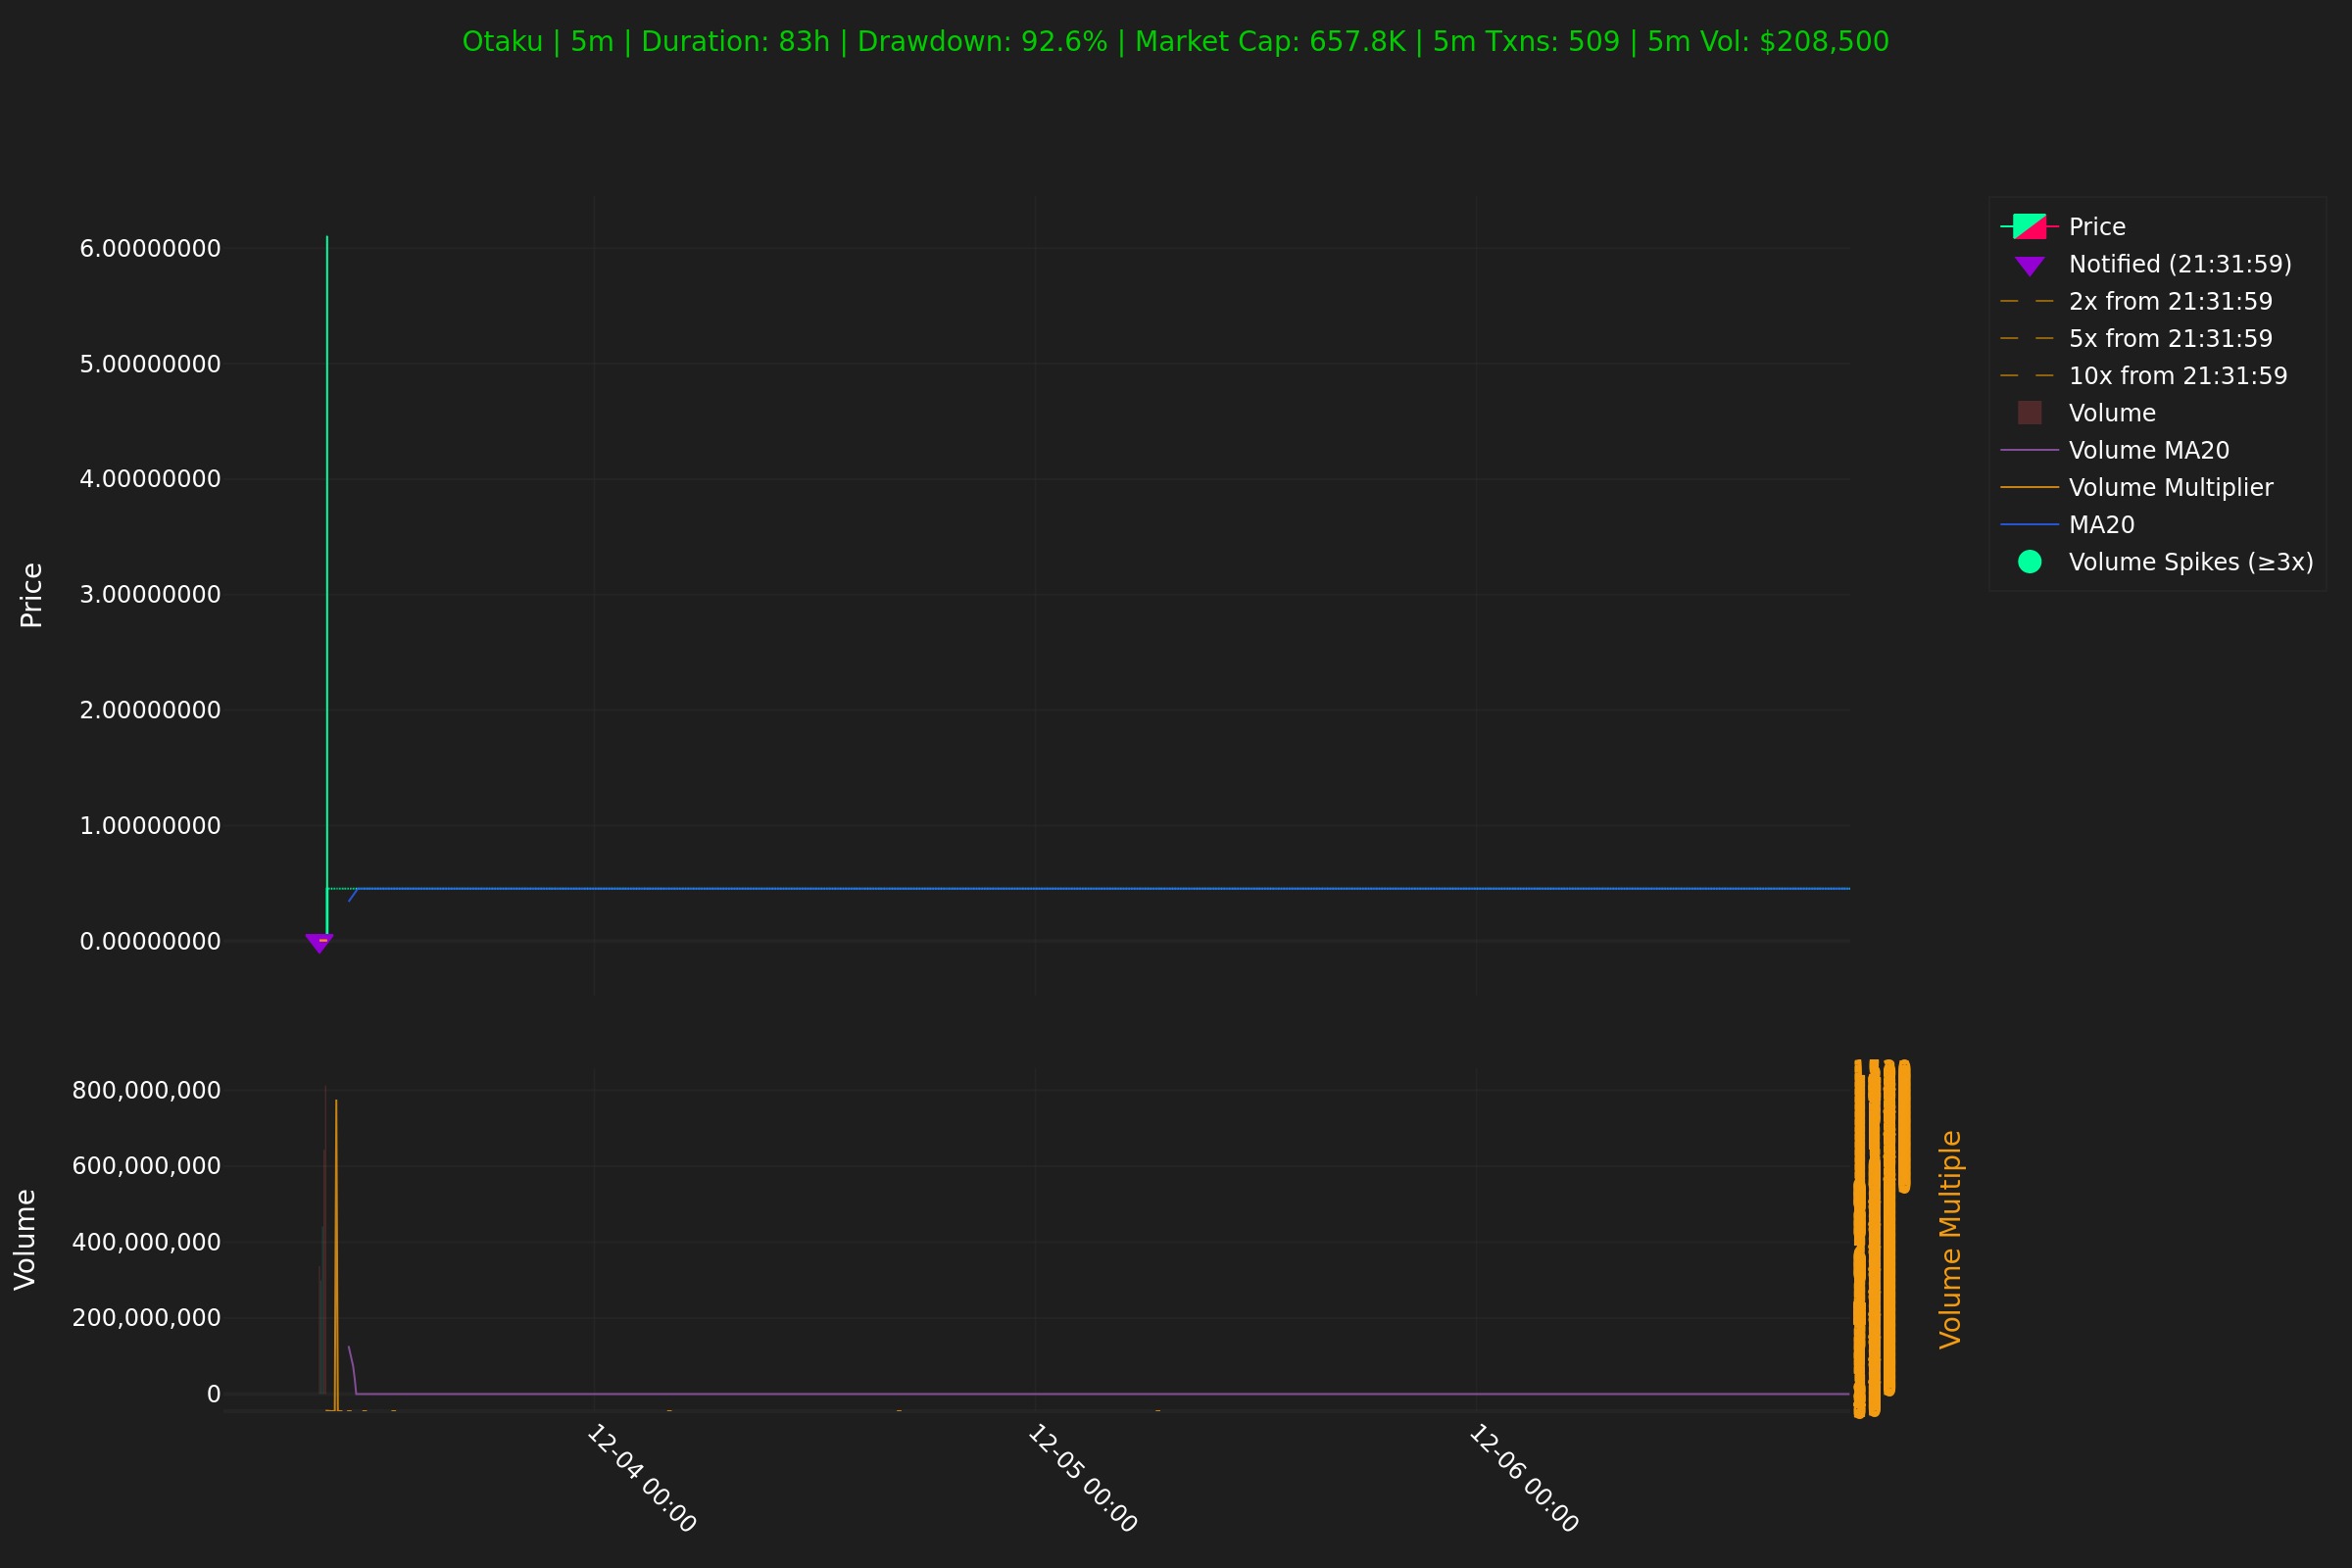 Otaku | 5m | Duration: 83h | Drawdown: 92.6% | Market Cap: 657.8K | 5m Txns: 509 | 5m Vol: $208,500
Price
6.00000000
5.00000000
4.00000000
3.00000000
2.00000000
1.00000000
0.00000000
Price
Notified (21:31:59)
2x from 21:31:59
5x from 21:31:59
10x from 21:31:59
Volume
Volume MA20
Volume Multiplier
MA20
Volume Spikes (≥3x)
Volume
800,000,000
600,000,000
400,000,000
200,000,000
0
Volume Multiple
12-04 00:00
12-05 00:00
12-06 00:00